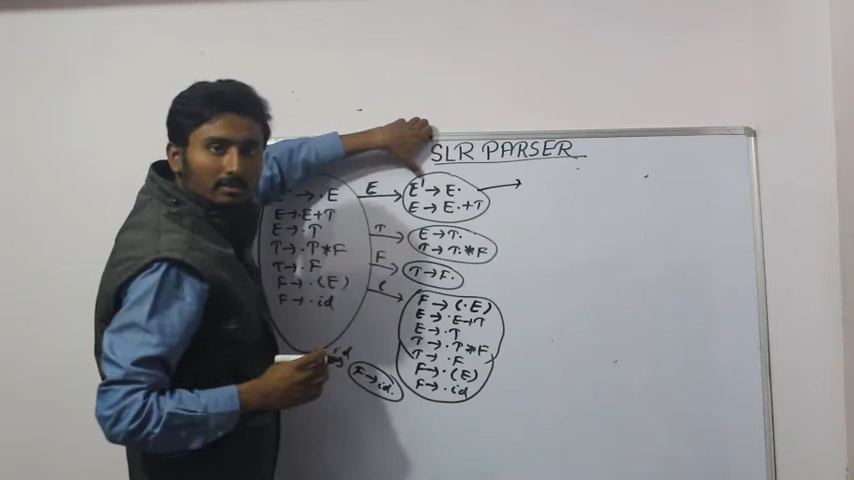 SLR PARSER
→ ·E
E → ·E+T
E → ·T
T → ·T*F
T → ·F
F → ·(E)
F → ·id
E
E' → E·
E → E·+T
T
E → T·
T → T·*F
F
T → F·
(
F → (·E)
E → ·E+T
E → ·T
T → ·T*F
T → ·F
F → ·(E)
F → ·id
id
F → id·